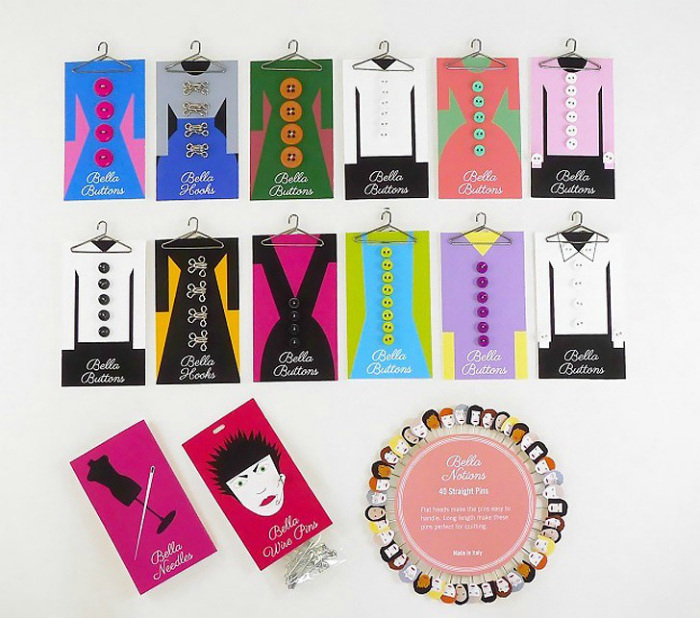 Bella
Buttons
Bella
Hooks
Bella
Buttons
Bella
Buttons
Bella
Buttons
Bella
Buttons
Bella
Buttons
Bella
Hooks
Bella
Buttons
Bella
Buttons
Bella
Buttons
Bella
Buttons
Bella
Needles
Bella
Wire Pins
Bella
Notions
40 Straight Pins
Flat heads make the pins easy to
handle. Long length make these
pins perfect for quilting.
Made in Italy